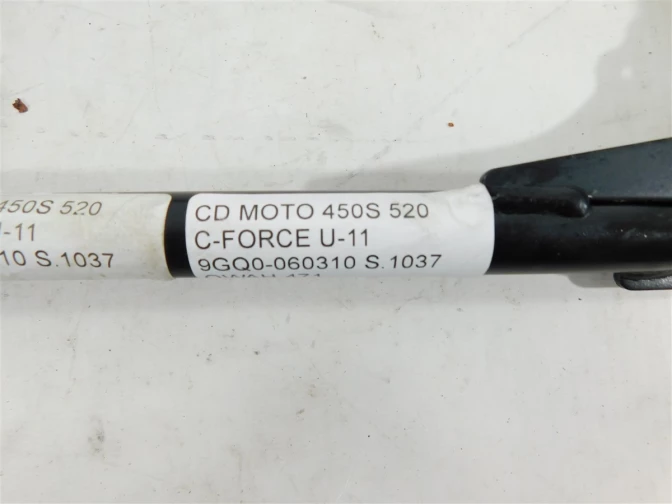 450S 520
-11
10 S.1037
CD MOTO 450S 520
C-FORCE U-11
9GQ0-060310 S.1037